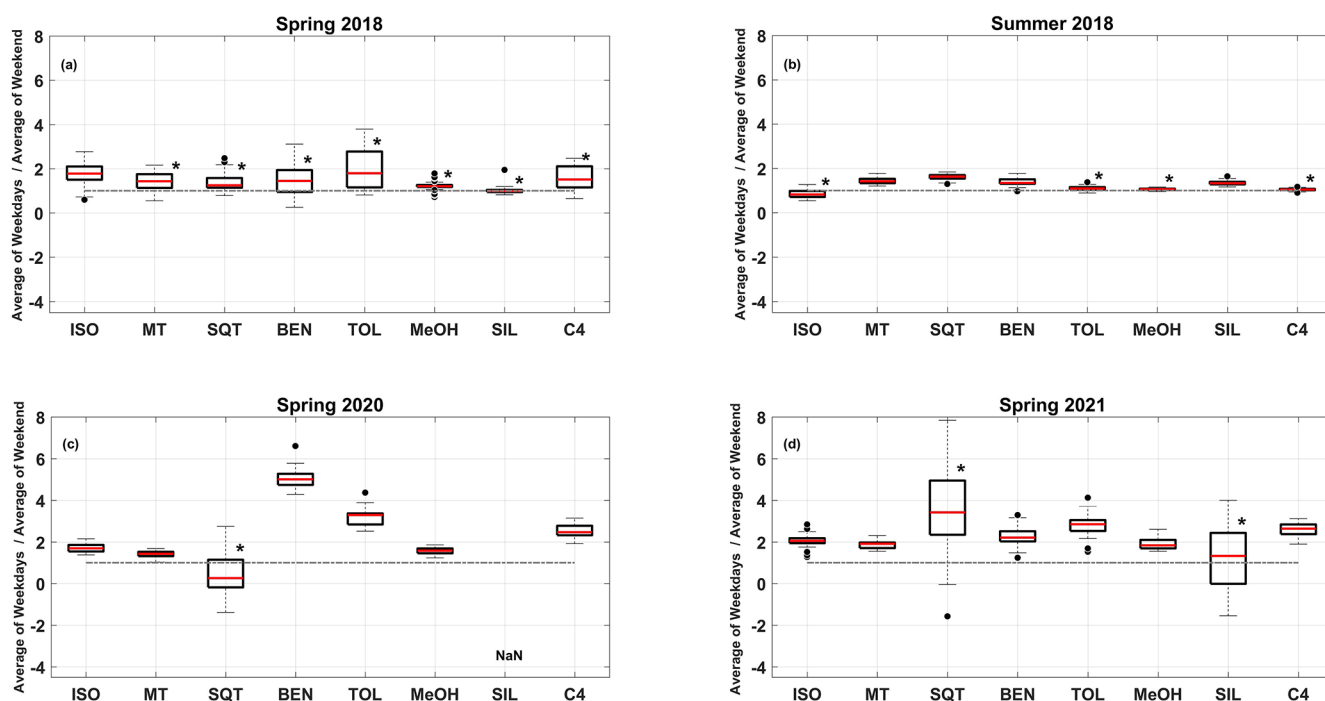 Spring 2018
Average of Weekdays / Average of Weekend
8
6
4
2
0
-2
-4
(a)
*
*
*
*
*
*
*
ISO MT SQT BEN TOL MeOH SIL C4
Summer 2018
Average of Weekdays / Average of Weekend
8
6
4
2
0
-2
-4
(b)
*
*
*
*
ISO MT SQT BEN TOL MeOH SIL C4
Spring 2020
Average of Weekdays / Average of Weekend
8
6
4
2
0
-2
-4
(c)
*
NaN
ISO MT SQT BEN TOL MeOH SIL C4
Spring 2021
Average of Weekdays / Average of Weekend
8
6
4
2
0
-2
-4
(d)
*
*
ISO MT SQT BEN TOL MeOH SIL C4